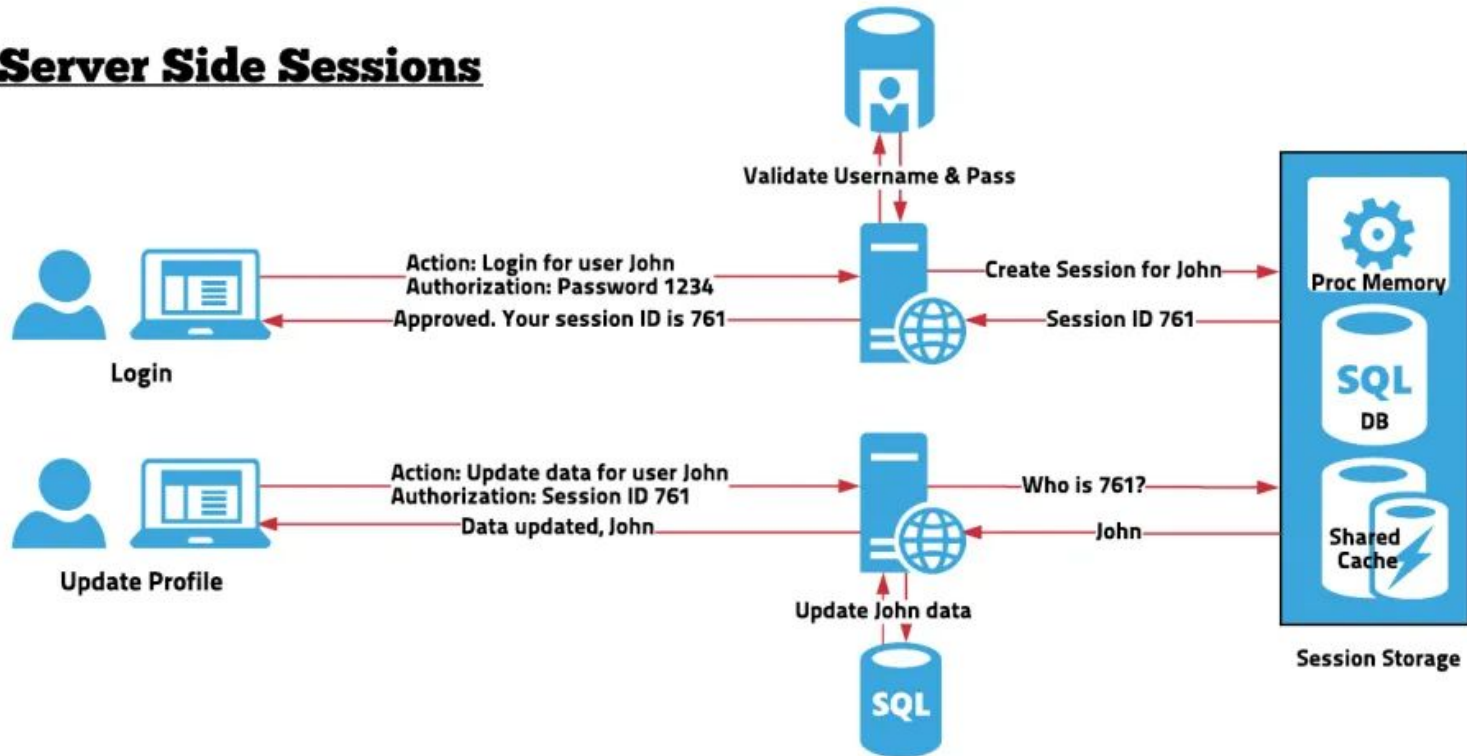 Server Side Sessions
Validate Username & Pass
Action: Login for user John
Authorization: Password 1234
Approved. Your session ID is 761
Create Session for John
Session ID 761
Login
Proc Memory
SQL
DB
Action: Update data for user John
Authorization: Session ID 761
Data updated, John
Who is 761?
John
Shared
Cache
Update Profile
Update John data
SQL
Session Storage